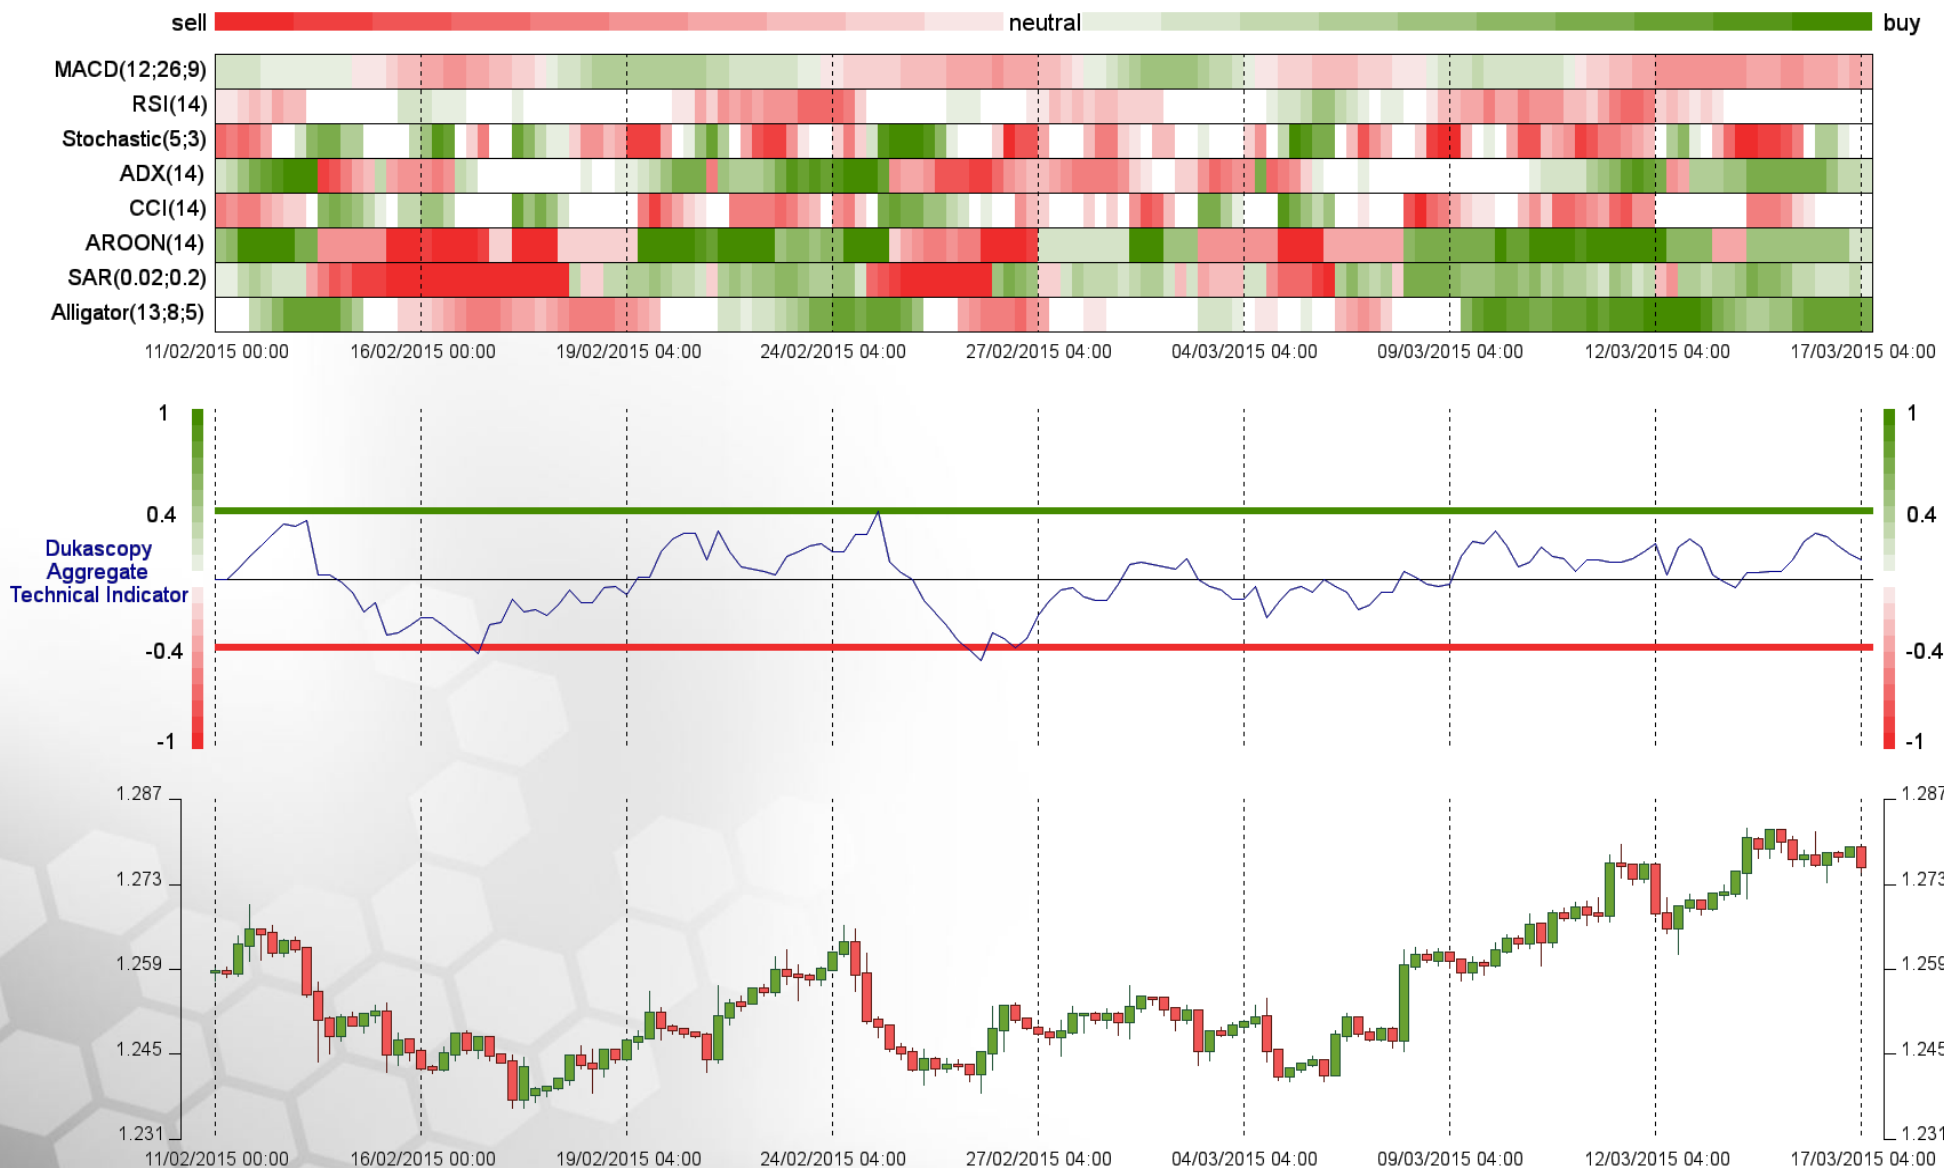 sell neutral buy
MACD(12;26;9)
RSI(14)
Stochastic(5;3)
ADX(14)
CCI(14)
AROON(14)
SAR(0.02;0.2)
Alligator(13;8;5)
11/02/2015 00:00 16/02/2015 00:00 19/02/2015 04:00 24/02/2015 04:00 27/02/2015 04:00 04/03/2015 04:00 09/03/2015 04:00 12/03/2015 04:00 17/03/2015 04:00
1 1
0.4 0.4
Dukascopy
Aggregate
Technical Indicator
-0.4 -0.4
-1 -1
1.287 1.287
1.273 1.273
1.259 1.259
1.245 1.245
1.231 1.231
11/02/2015 00:00 16/02/2015 00:00 19/02/2015 04:00 24/02/2015 04:00 27/02/2015 04:00 04/03/2015 04:00 09/03/2015 04:00 12/03/2015 04:00 17/03/2015 04:00